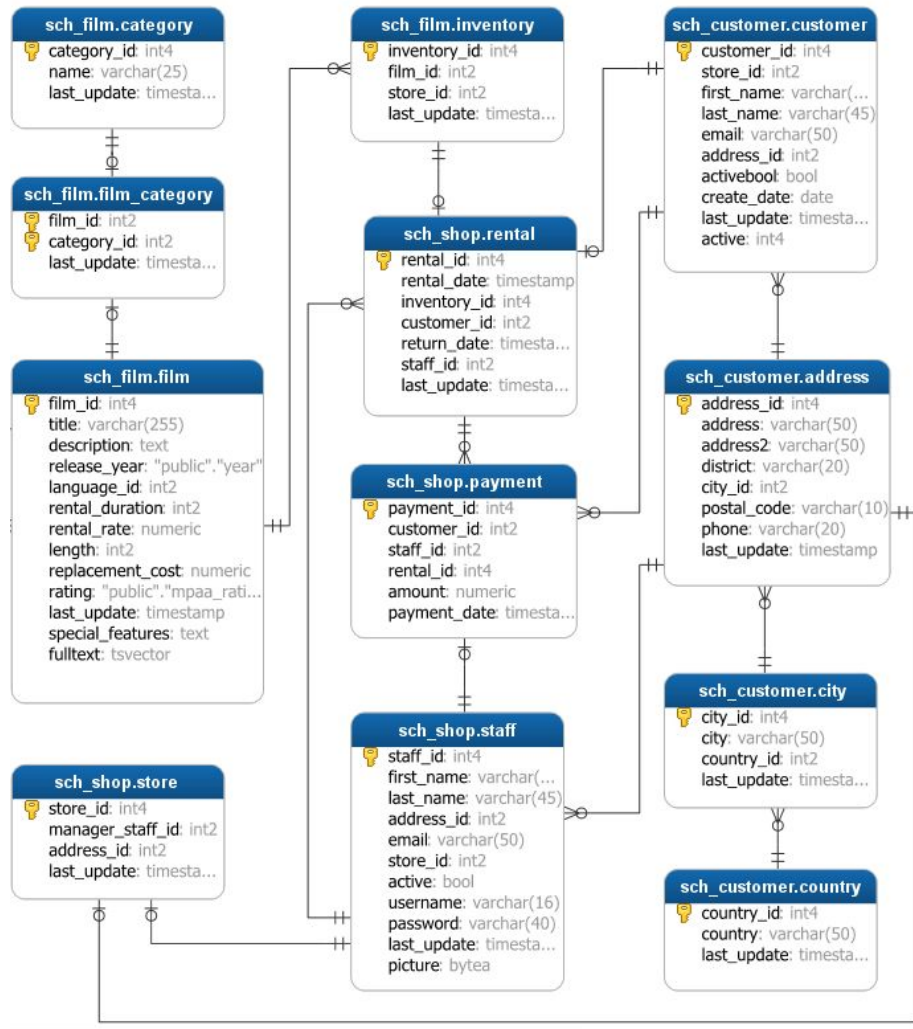 sch_film.category
category_id: int4
name: varchar(25)
last_update: timesta...
sch_film.film_category
film_id: int2
category_id: int2
last_update: timesta...
sch_film.film
film_id: int4
title: varchar(255)
description: text
release_year: "public"."year"
language_id: int2
rental_duration: int2
rental_rate: numeric
length: int2
replacement_cost: numeric
rating: "public"."mpaa_rati...
last_update: timestamp
special_features: text
fulltext: tsvector
sch_shop.store
store_id: int4
manager_staff_id: int2
address_id: int2
last_update: timesta...
sch_film.inventory
inventory_id: int4
film_id: int2
store_id: int2
last_update: timesta...
sch_shop.rental
rental_id: int4
rental_date: timestamp
inventory_id: int4
customer_id: int2
return_date: timesta...
staff_id: int2
last_update: timesta...
sch_shop.payment
payment_id: int4
customer_id: int2
staff_id: int2
rental_id: int4
amount: numeric
payment_date: timesta...
sch_shop.staff
staff_id: int4
first_name: varchar(...
last_name: varchar(45)
address_id: int2
email: varchar(50)
store_id: int2
active: bool
username: varchar(16)
password: varchar(40)
last_update: timesta...
picture: bytea
sch_customer.customer
customer_id: int4
store_id: int2
first_name: varchar(...
last_name: varchar(45)
email: varchar(50)
address_id: int2
activebool: bool
create_date: date
last_update: timesta...
active: int4
sch_customer.address
address_id: int4
address: varchar(50)
address2: varchar(50)
district: varchar(20)
city_id: int2
postal_code: varchar(10)
phone: varchar(20)
last_update: timestamp
sch_customer.city
city_id: int4
city: varchar(50)
country_id: int2
last_update: timesta...
sch_customer.country
country_id: int4
country: varchar(50)
last_update: timesta...